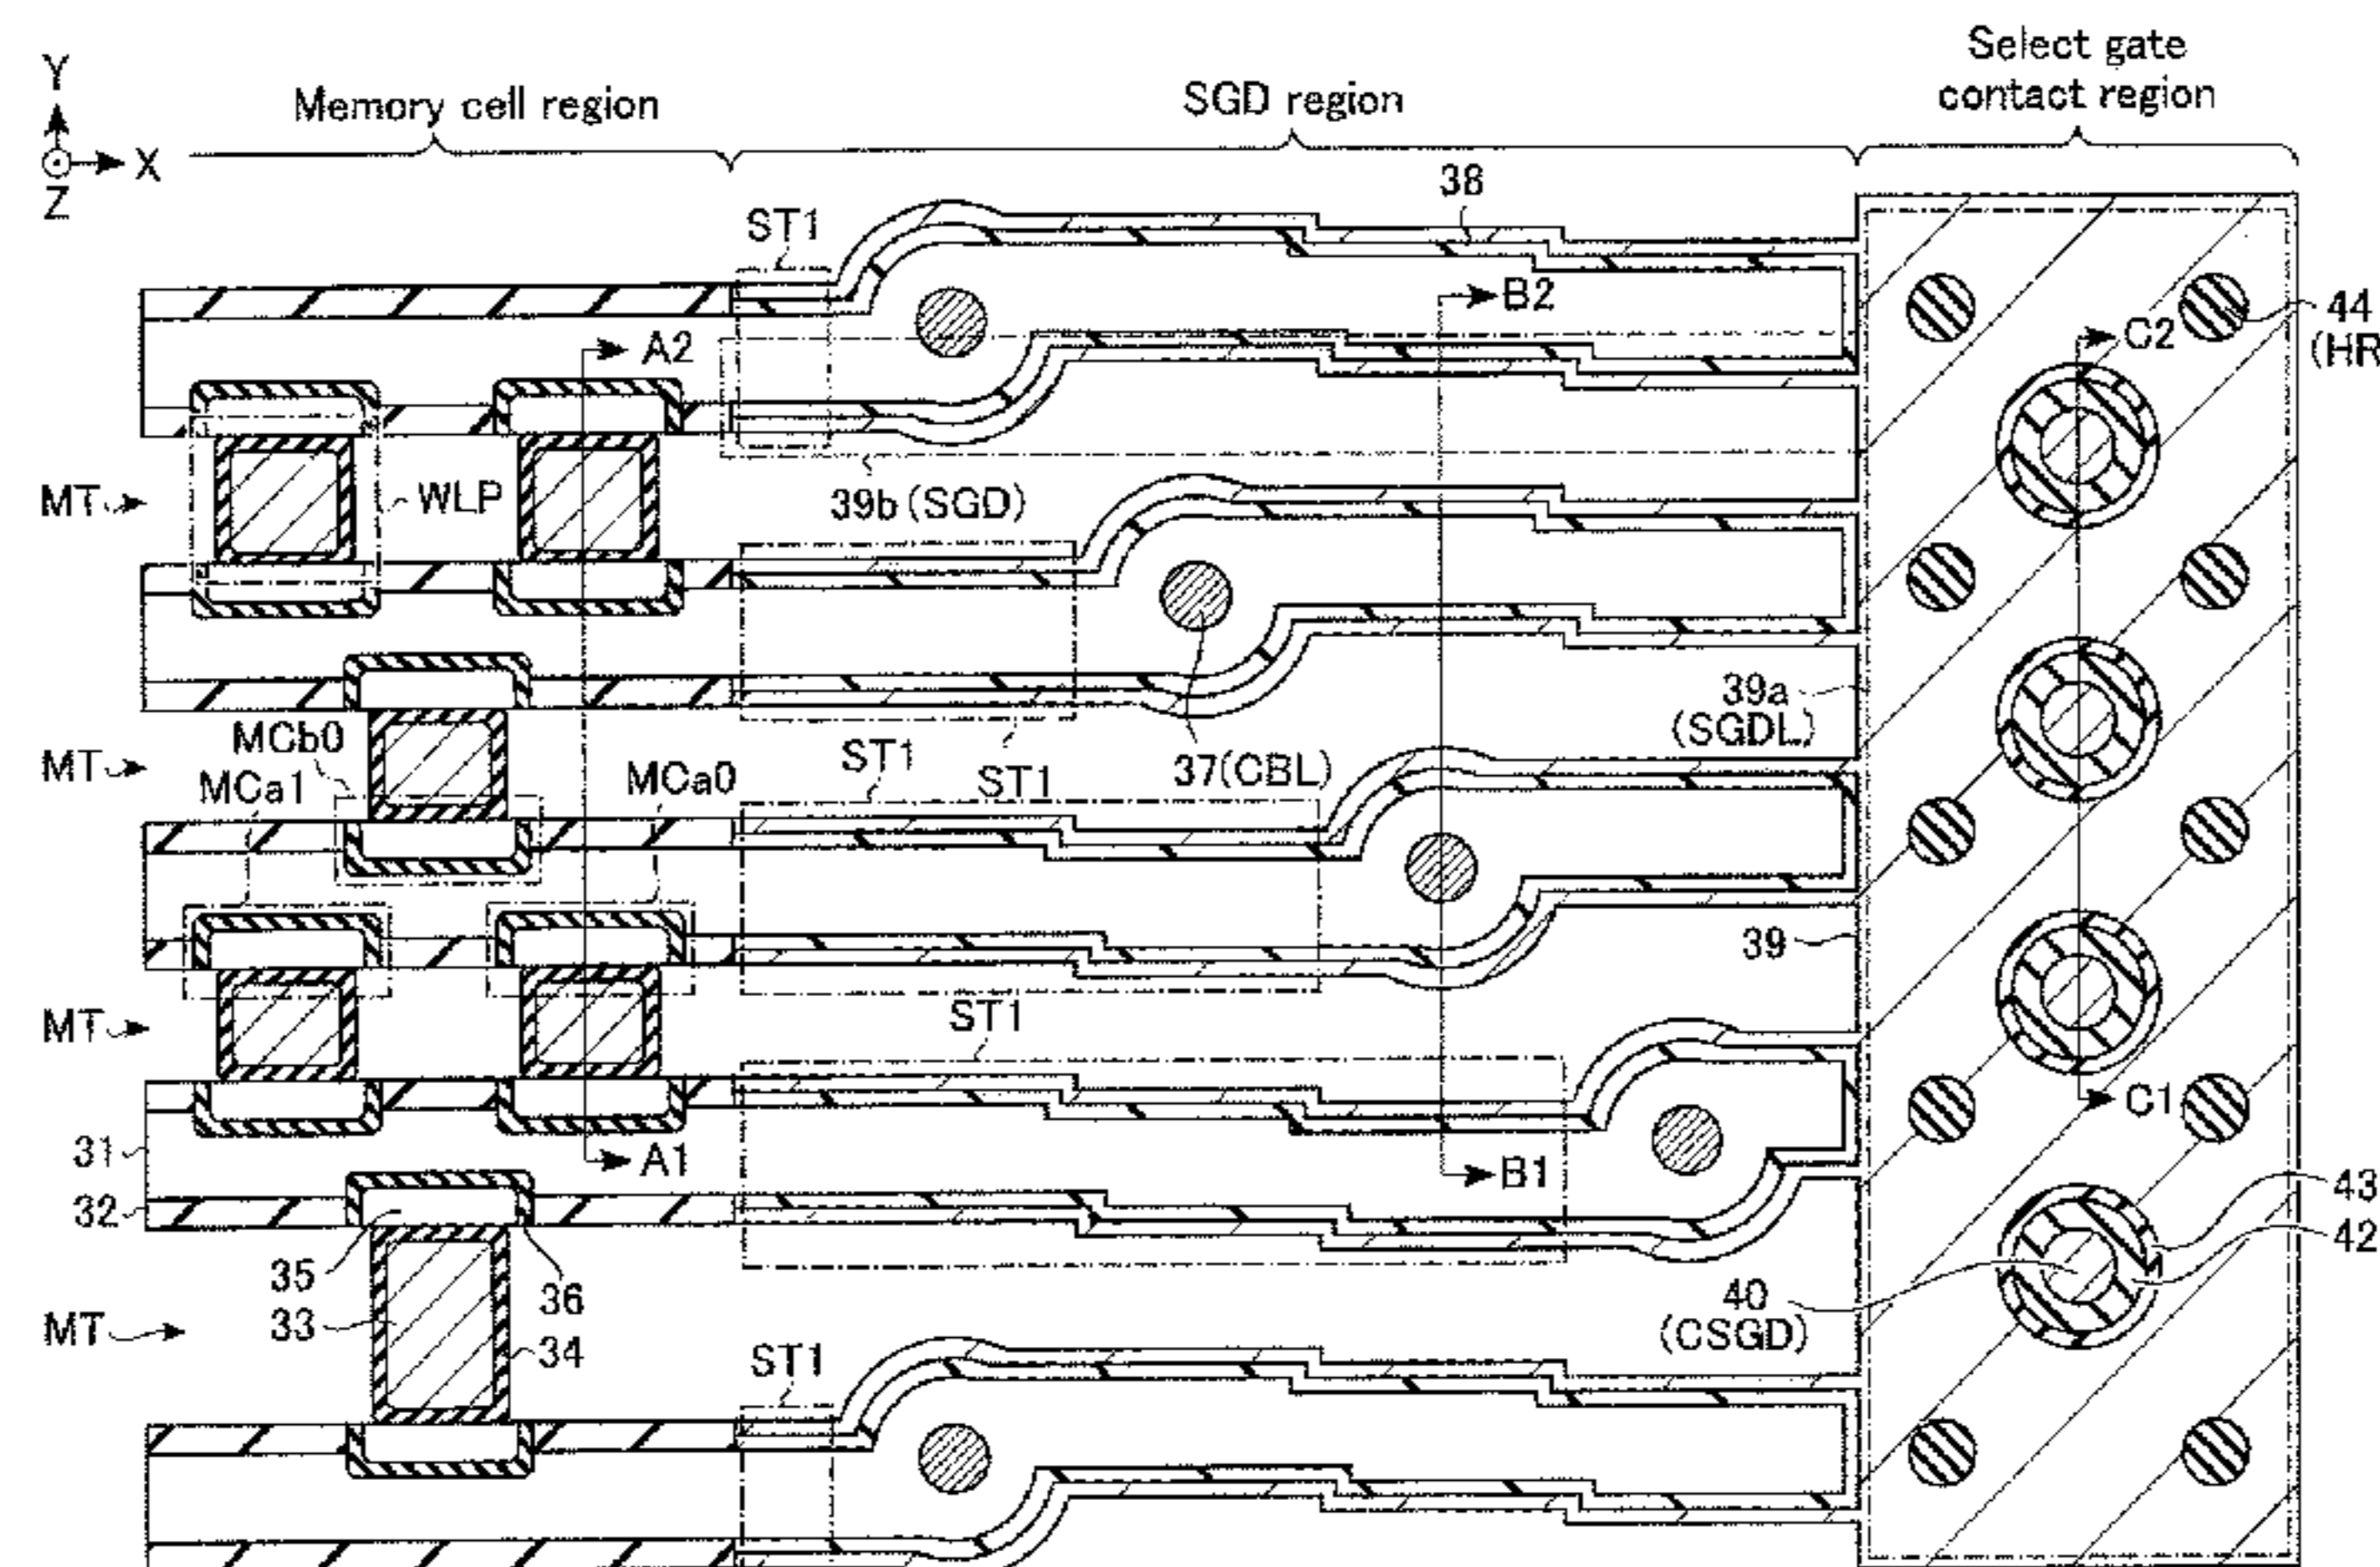 Select gate
contact region
Memory cell region
SGD region
Y
X
Z
38
ST1
B2
44
(HR
A2
C2
MT
WLP
39b (SGD)
39a
(SGDL)
MCb0
MT
ST1
ST1
37(CBL)
MCa1
MCa0
39
ST1
MT
C1
31
A1
B1
32
43
42
35
36
40
(CSGD)
33
MT
34
ST1